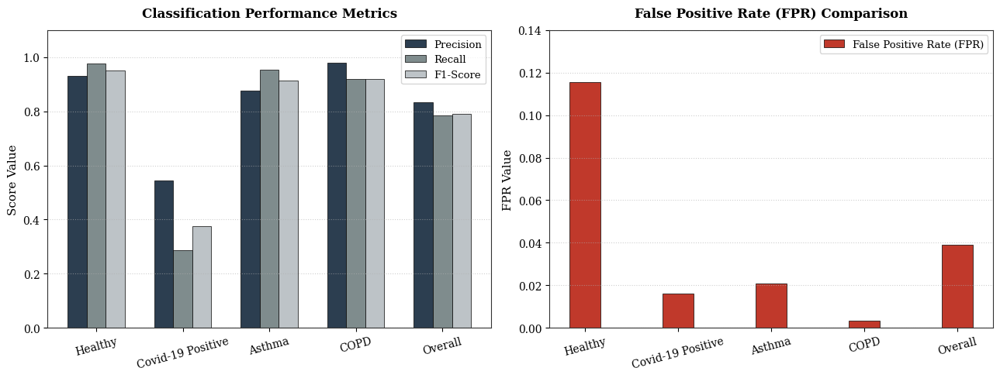 Classification Performance Metrics
Score Value
1.0
0.8
0.6
0.4
0.2
0.0
Precision
Recall
F1-Score
Healthy
Covid-19 Positive
Asthma
COPD
Overall
False Positive Rate (FPR) Comparison
FPR Value
0.14
0.12
0.10
0.08
0.06
0.04
0.02
0.00
False Positive Rate (FPR)
Healthy
Covid-19 Positive
Asthma
COPD
Overall